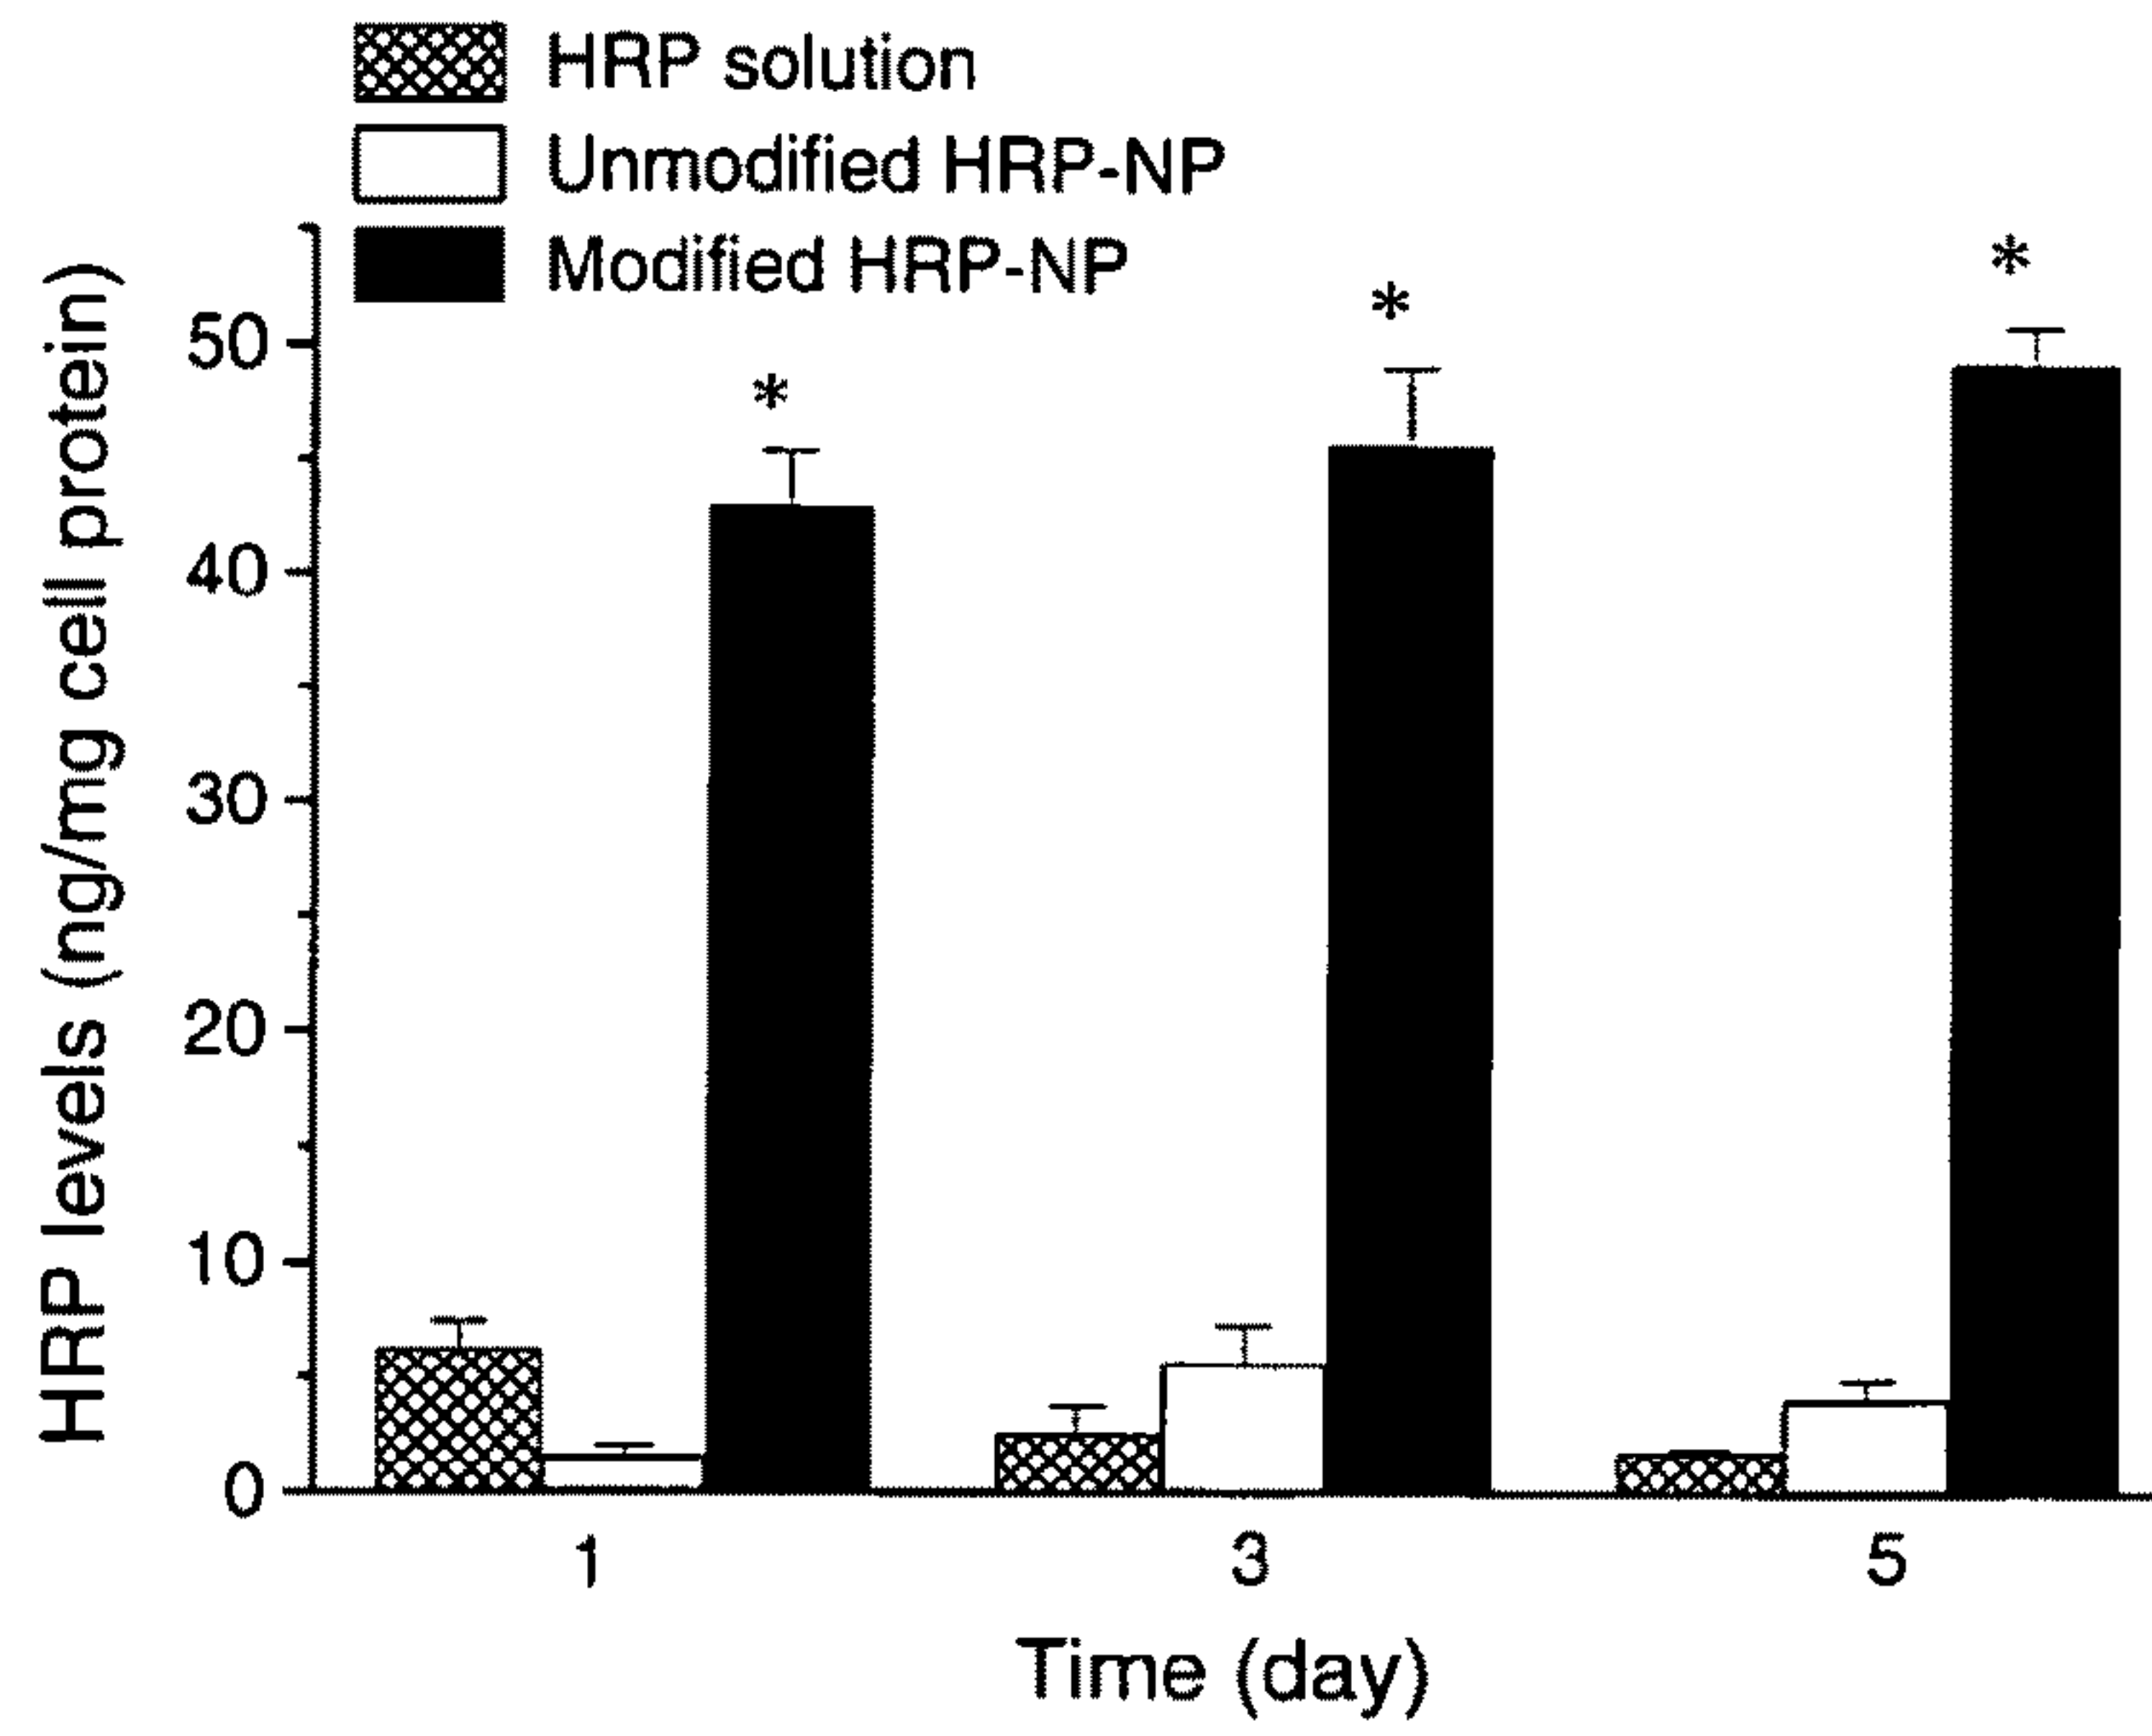 HRP solution
Unmodified HRP-NP
Modified HRP-NP
HRP levels (ng/mg cell protein)
50
40
30
20
10
0
*
*
*
1
3
5
Time (day)